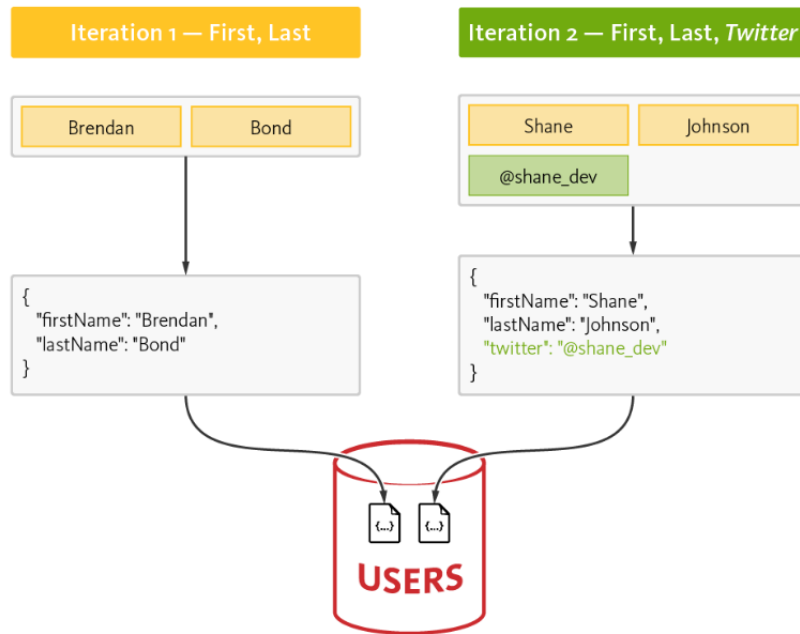 Iteration 1 — First, Last
Brendan
Bond
{
"firstName": "Brendan",
"lastName": "Bond"
}
Iteration 2 — First, Last, Twitter
Shane
Johnson
@shane_dev
{
"firstName": "Shane",
"lastName": "Johnson",
"twitter": "@shane_dev"
}
{...}
{...}
USERS